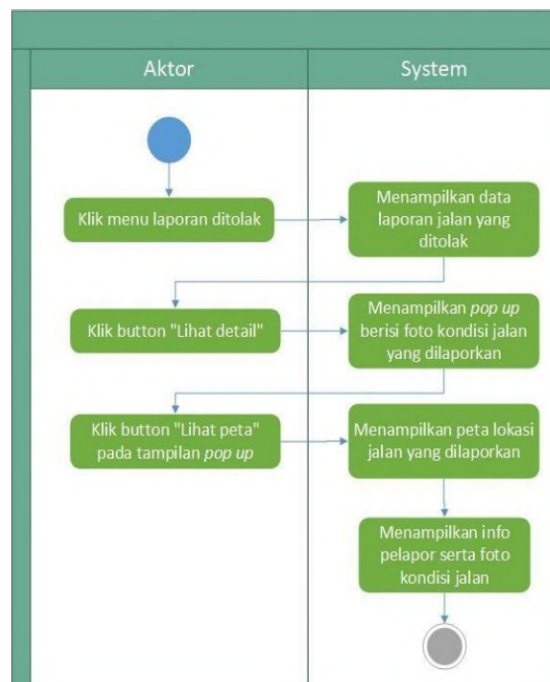 Aktor
System
Klik menu laporan ditolak
Menampilkan data
laporan jalan yang
ditolak
Klik button "Lihat detail"
Menampilkan pop up
berisi foto kondisi jalan
yang dilaporkan
Klik button "Lihat peta"
pada tampilan pop up
Menampilkan peta lokasi
jalan yang dilaporkan
Menampilkan info
pelapor serta foto
kondisi jalan